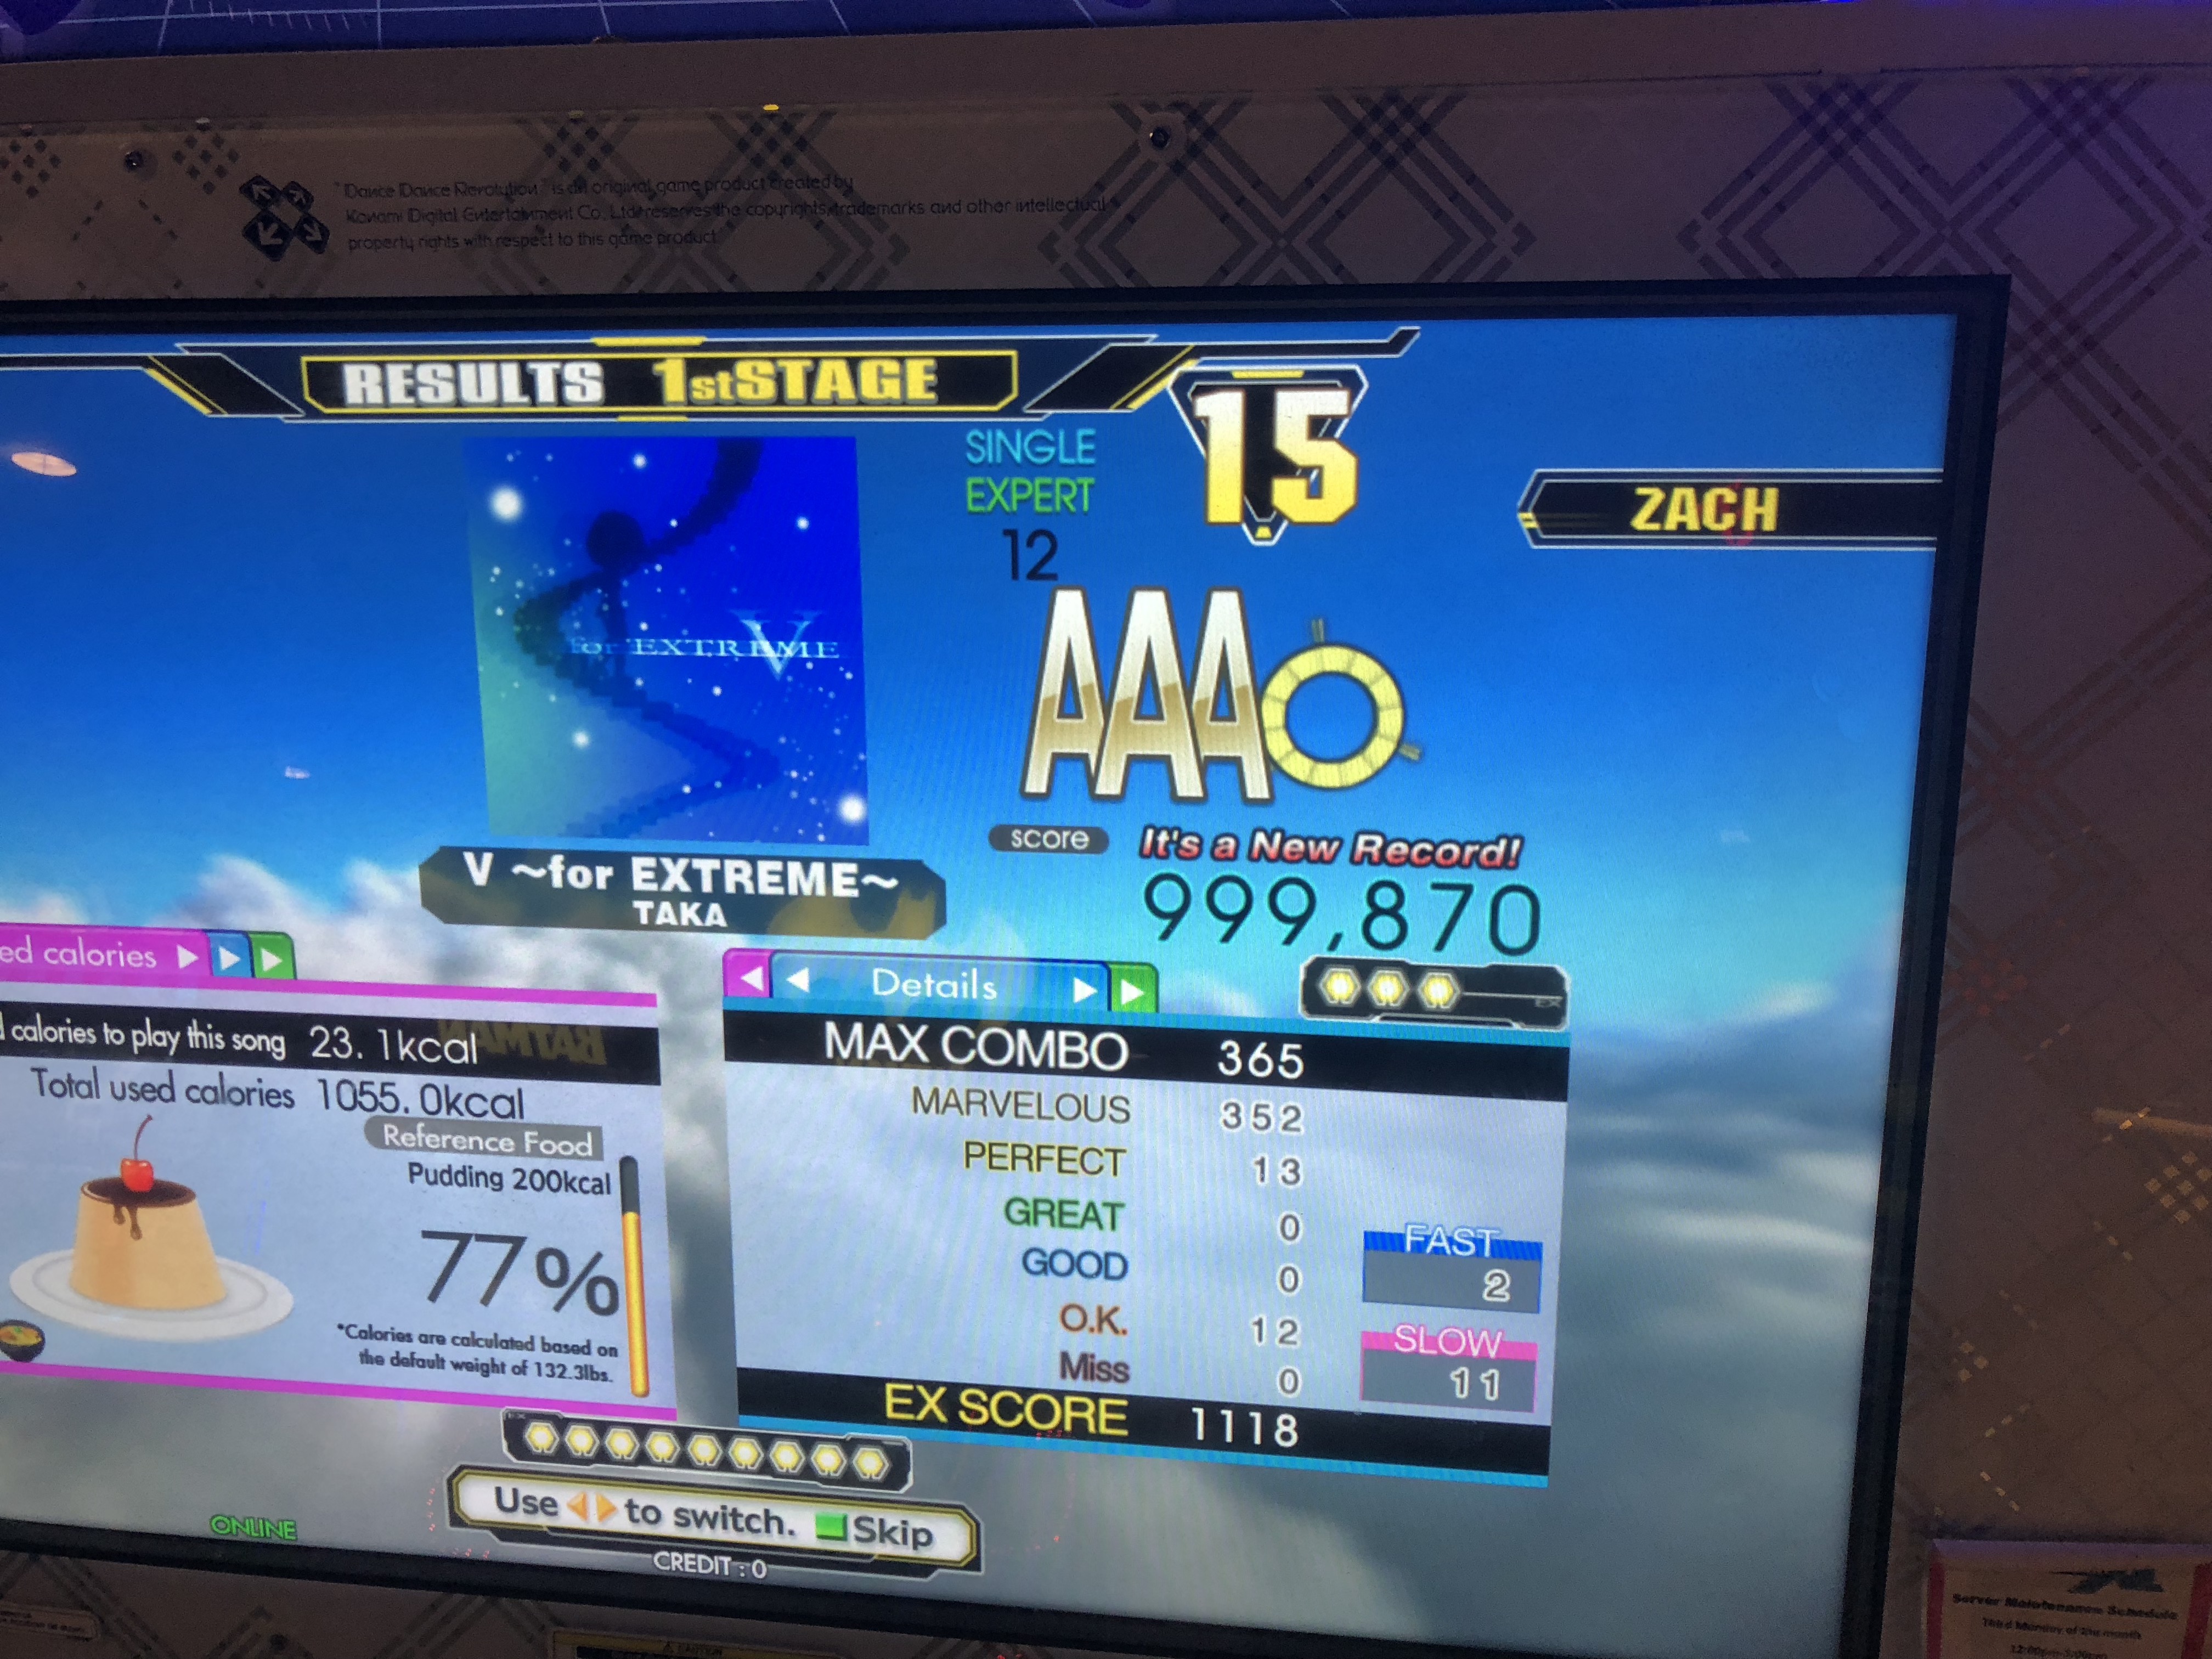 "Dance Dance Revolution" is an original game product created by
Konami Digital Entertainment Co., Ltd. reserves the copyrights, trademarks and other intellectual
property rights with respect to this game product.
RESULTS 1stSTAGE
15
SINGLE
EXPERT
12
ZACH
for EXTREME
V
AAA
V ~for EXTREME~
TAKA
score
It's a New Record!
999,870
ed calories
calories to play this song 23.1kcal
Total used calories 1055.0kcal
Reference Food
Pudding 200kcal
77%
*Calories are calculated based on
the default weight of 132.3lbs.
Details
EX
MAX COMBO 365
MARVELOUS 352
PERFECT 13
GREAT 0
GOOD 0
O.K. 12
Miss 0
EX SCORE 1118
FAST
2
SLOW
11
EX
Use to switch. Skip
ONLINE
CREDIT : 0
CAUTION
Server Maintenance Schedule
Third Monday of the month